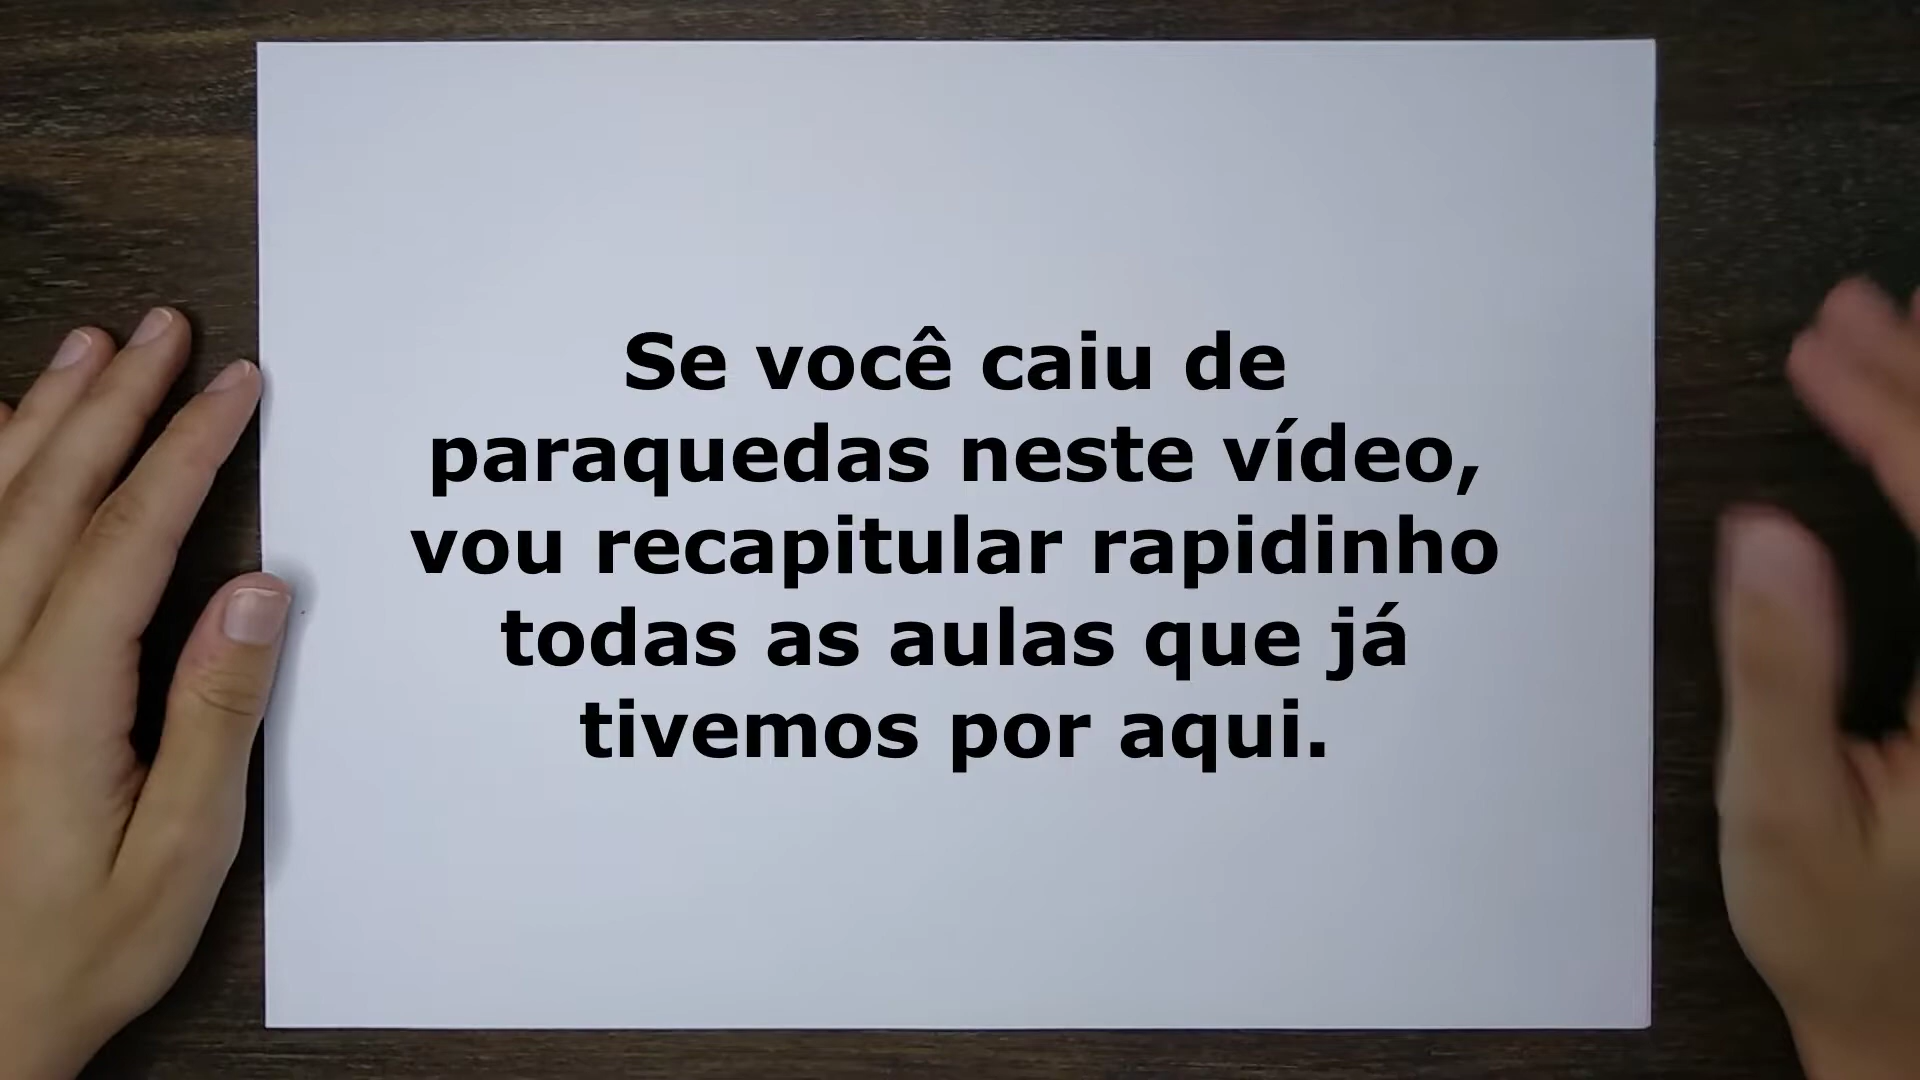 Se você caiu de
paraquedas neste vídeo,
vou recapitular rapidinho
todas as aulas que já
tivemos por aqui.